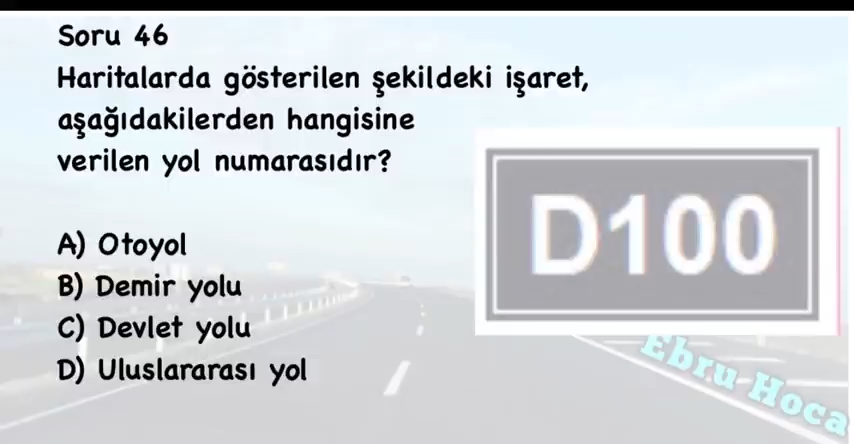 Soru 46
Haritalarda gösterilen şekildeki işaret,
aşağıdakilerden hangisine
verilen yol numarasıdır?
D100
A) Otoyol
B) Demir yolu
C) Devlet yolu
D) Uluslararası yol
Ebru Hoca